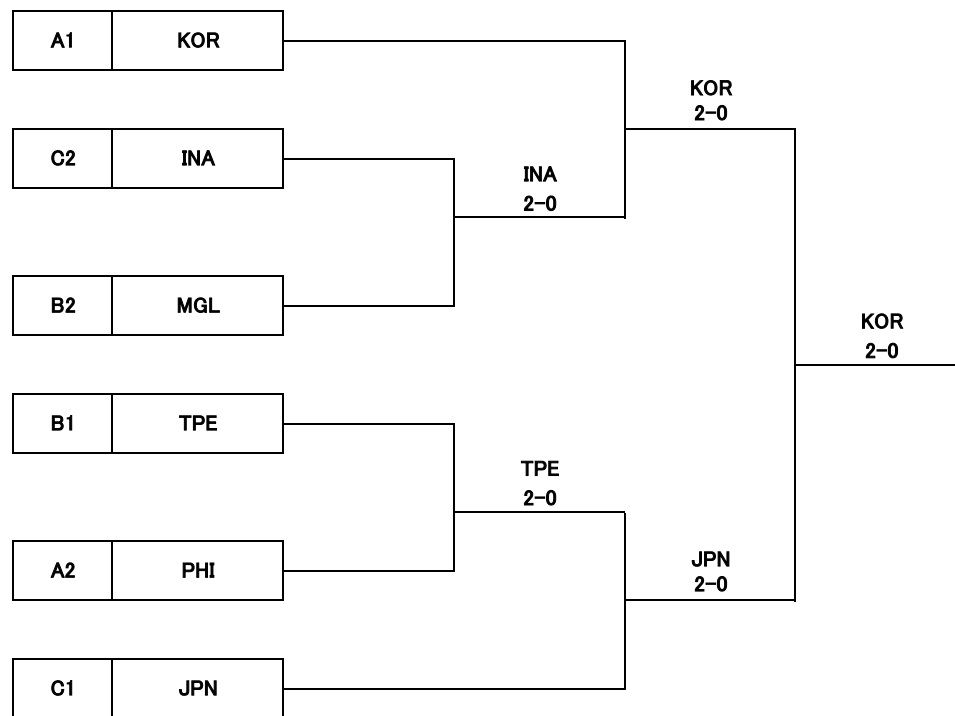 A1 KOR
KOR
2-0
C2 INA
INA
2-0
B2 MGL
KOR
2-0
B1 TPE
TPE
2-0
A2 PHI
JPN
2-0
C1 JPN